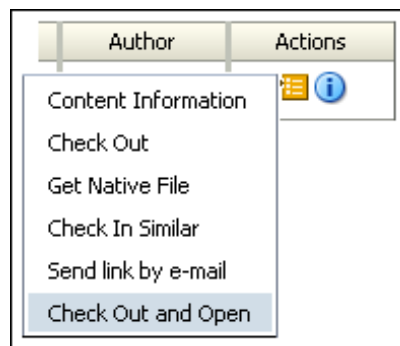 Author Actions
Content Information
Check Out
Get Native File
Check In Similar
Send link by e-mail
Check Out and Open